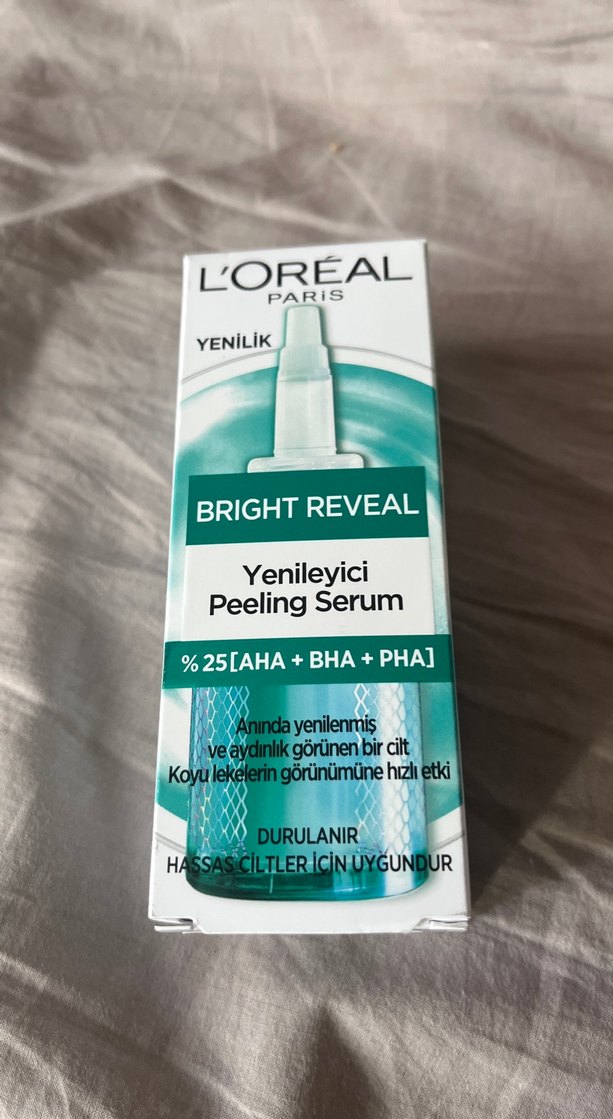 L'ORÉAL
PARİS
YENİLİK
BRIGHT REVEAL
Yenileyici
Peeling Serum
% 25[AHA + BHA + PHA]
Anında yenilenmiş
ve aydınlık görünen bir cilt
Koyu lekelerin görünümüne hızlı etki
DURULANIR
HASSAS CİLTLER İÇİN UYGUNDUR